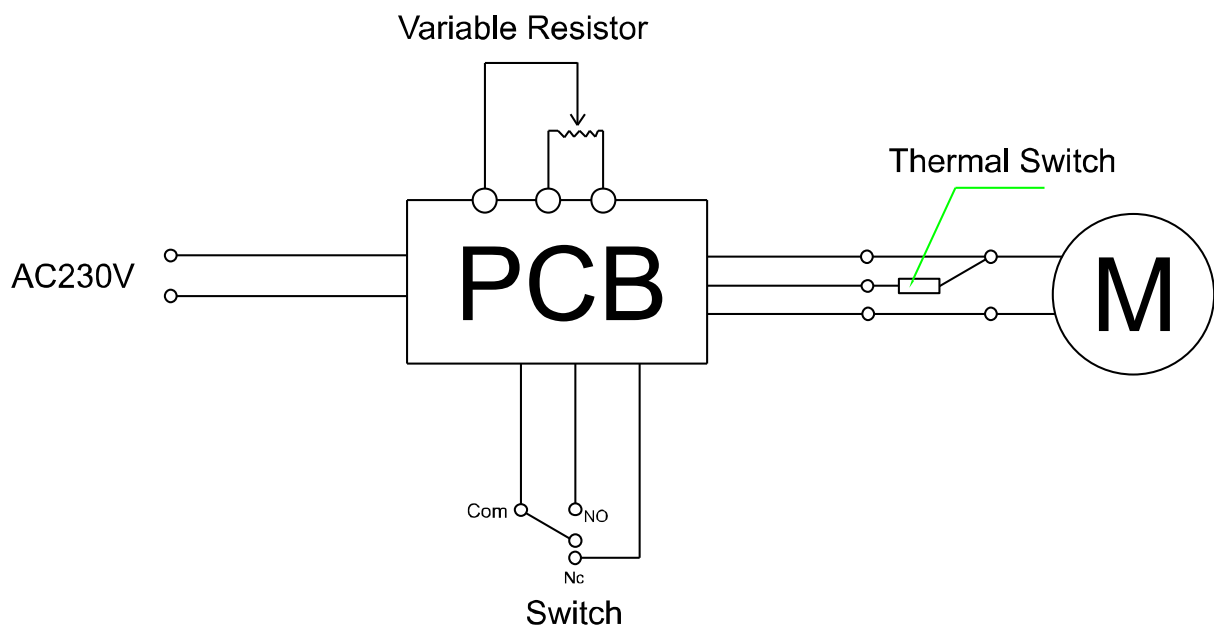 Variable Resistor
Thermal Switch
AC230V
PCB
M
Com
NO
Nc
Switch